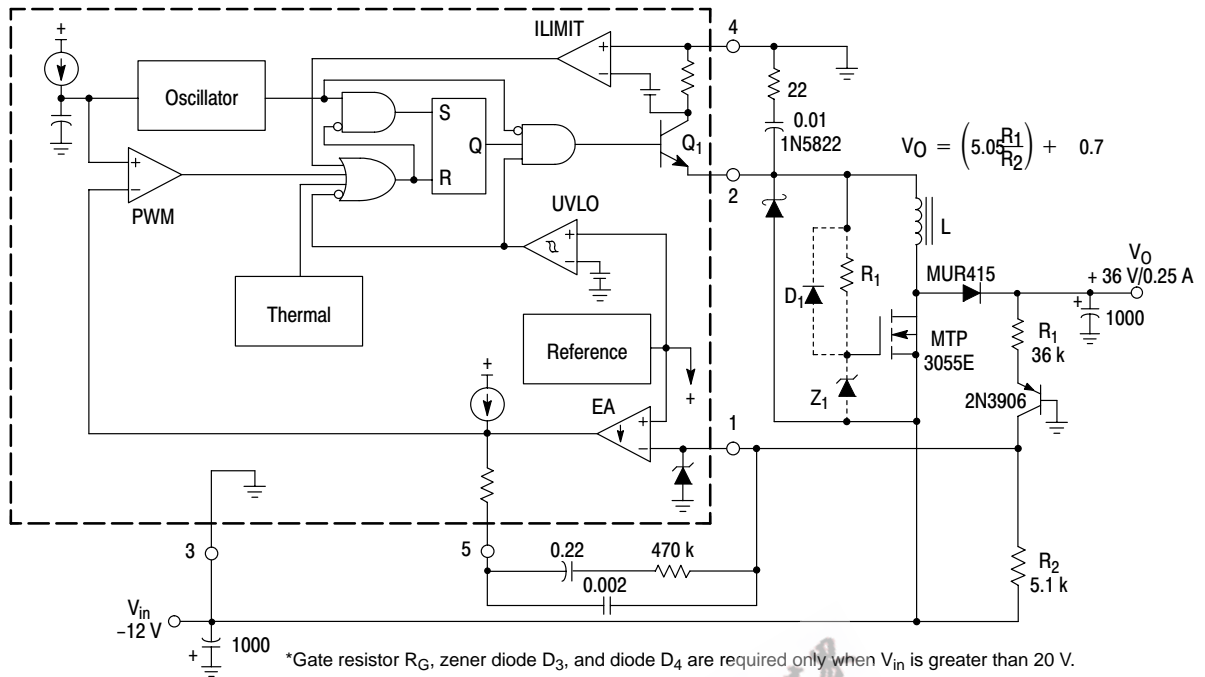 ILIMIT
4
+
+
−
Oscillator
22
0.01
1N5822
S
Q
R
Q1
VO = (5.05 R1/R2) + 0.7
+
−
PWM
2
UVLO
+
−
L
VO
+ 36 V/0.25 A
MUR415
+
1000
Thermal
D1
R1
R1
36 k
Reference
MTP
3055E
+
+
Z1
2N3906
EA
+
−
1
3
5
0.22
470 k
0.002
R2
5.1 k
Vin
−12 V
+
1000
*Gate resistor RG, zener diode D3, and diode D4 are required only when Vin is greater than 20 V.